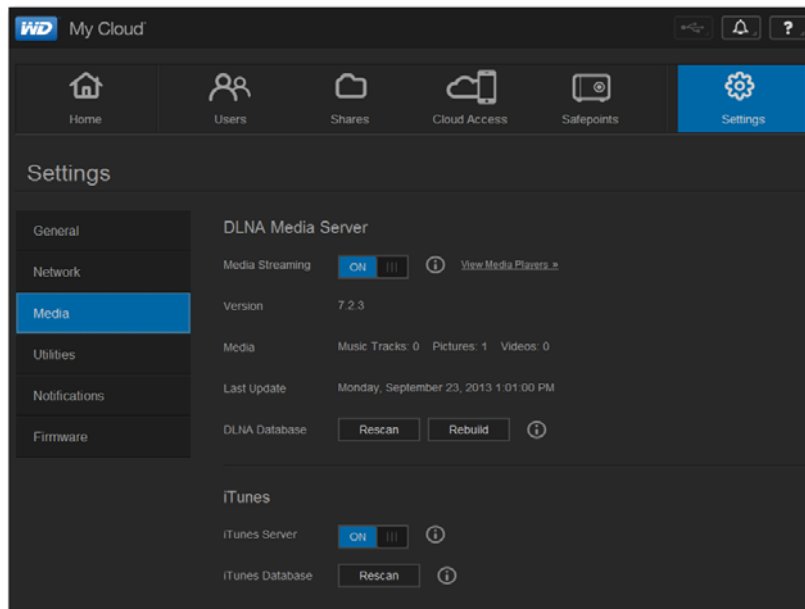 WD My Cloud
?
Home Users Shares Cloud Access Safepoints Settings
Settings
General
Network
Media
Utilities
Notifications
Firmware
DLNA Media Server
Media Streaming ON View Media Players »
Version 7.2.3
Media Music Tracks: 0 Pictures: 1 Videos: 0
Last Update Monday, September 23, 2013 1:01:00 PM
DLNA Database Rescan Rebuild
iTunes
iTunes Server ON
iTunes Database Rescan